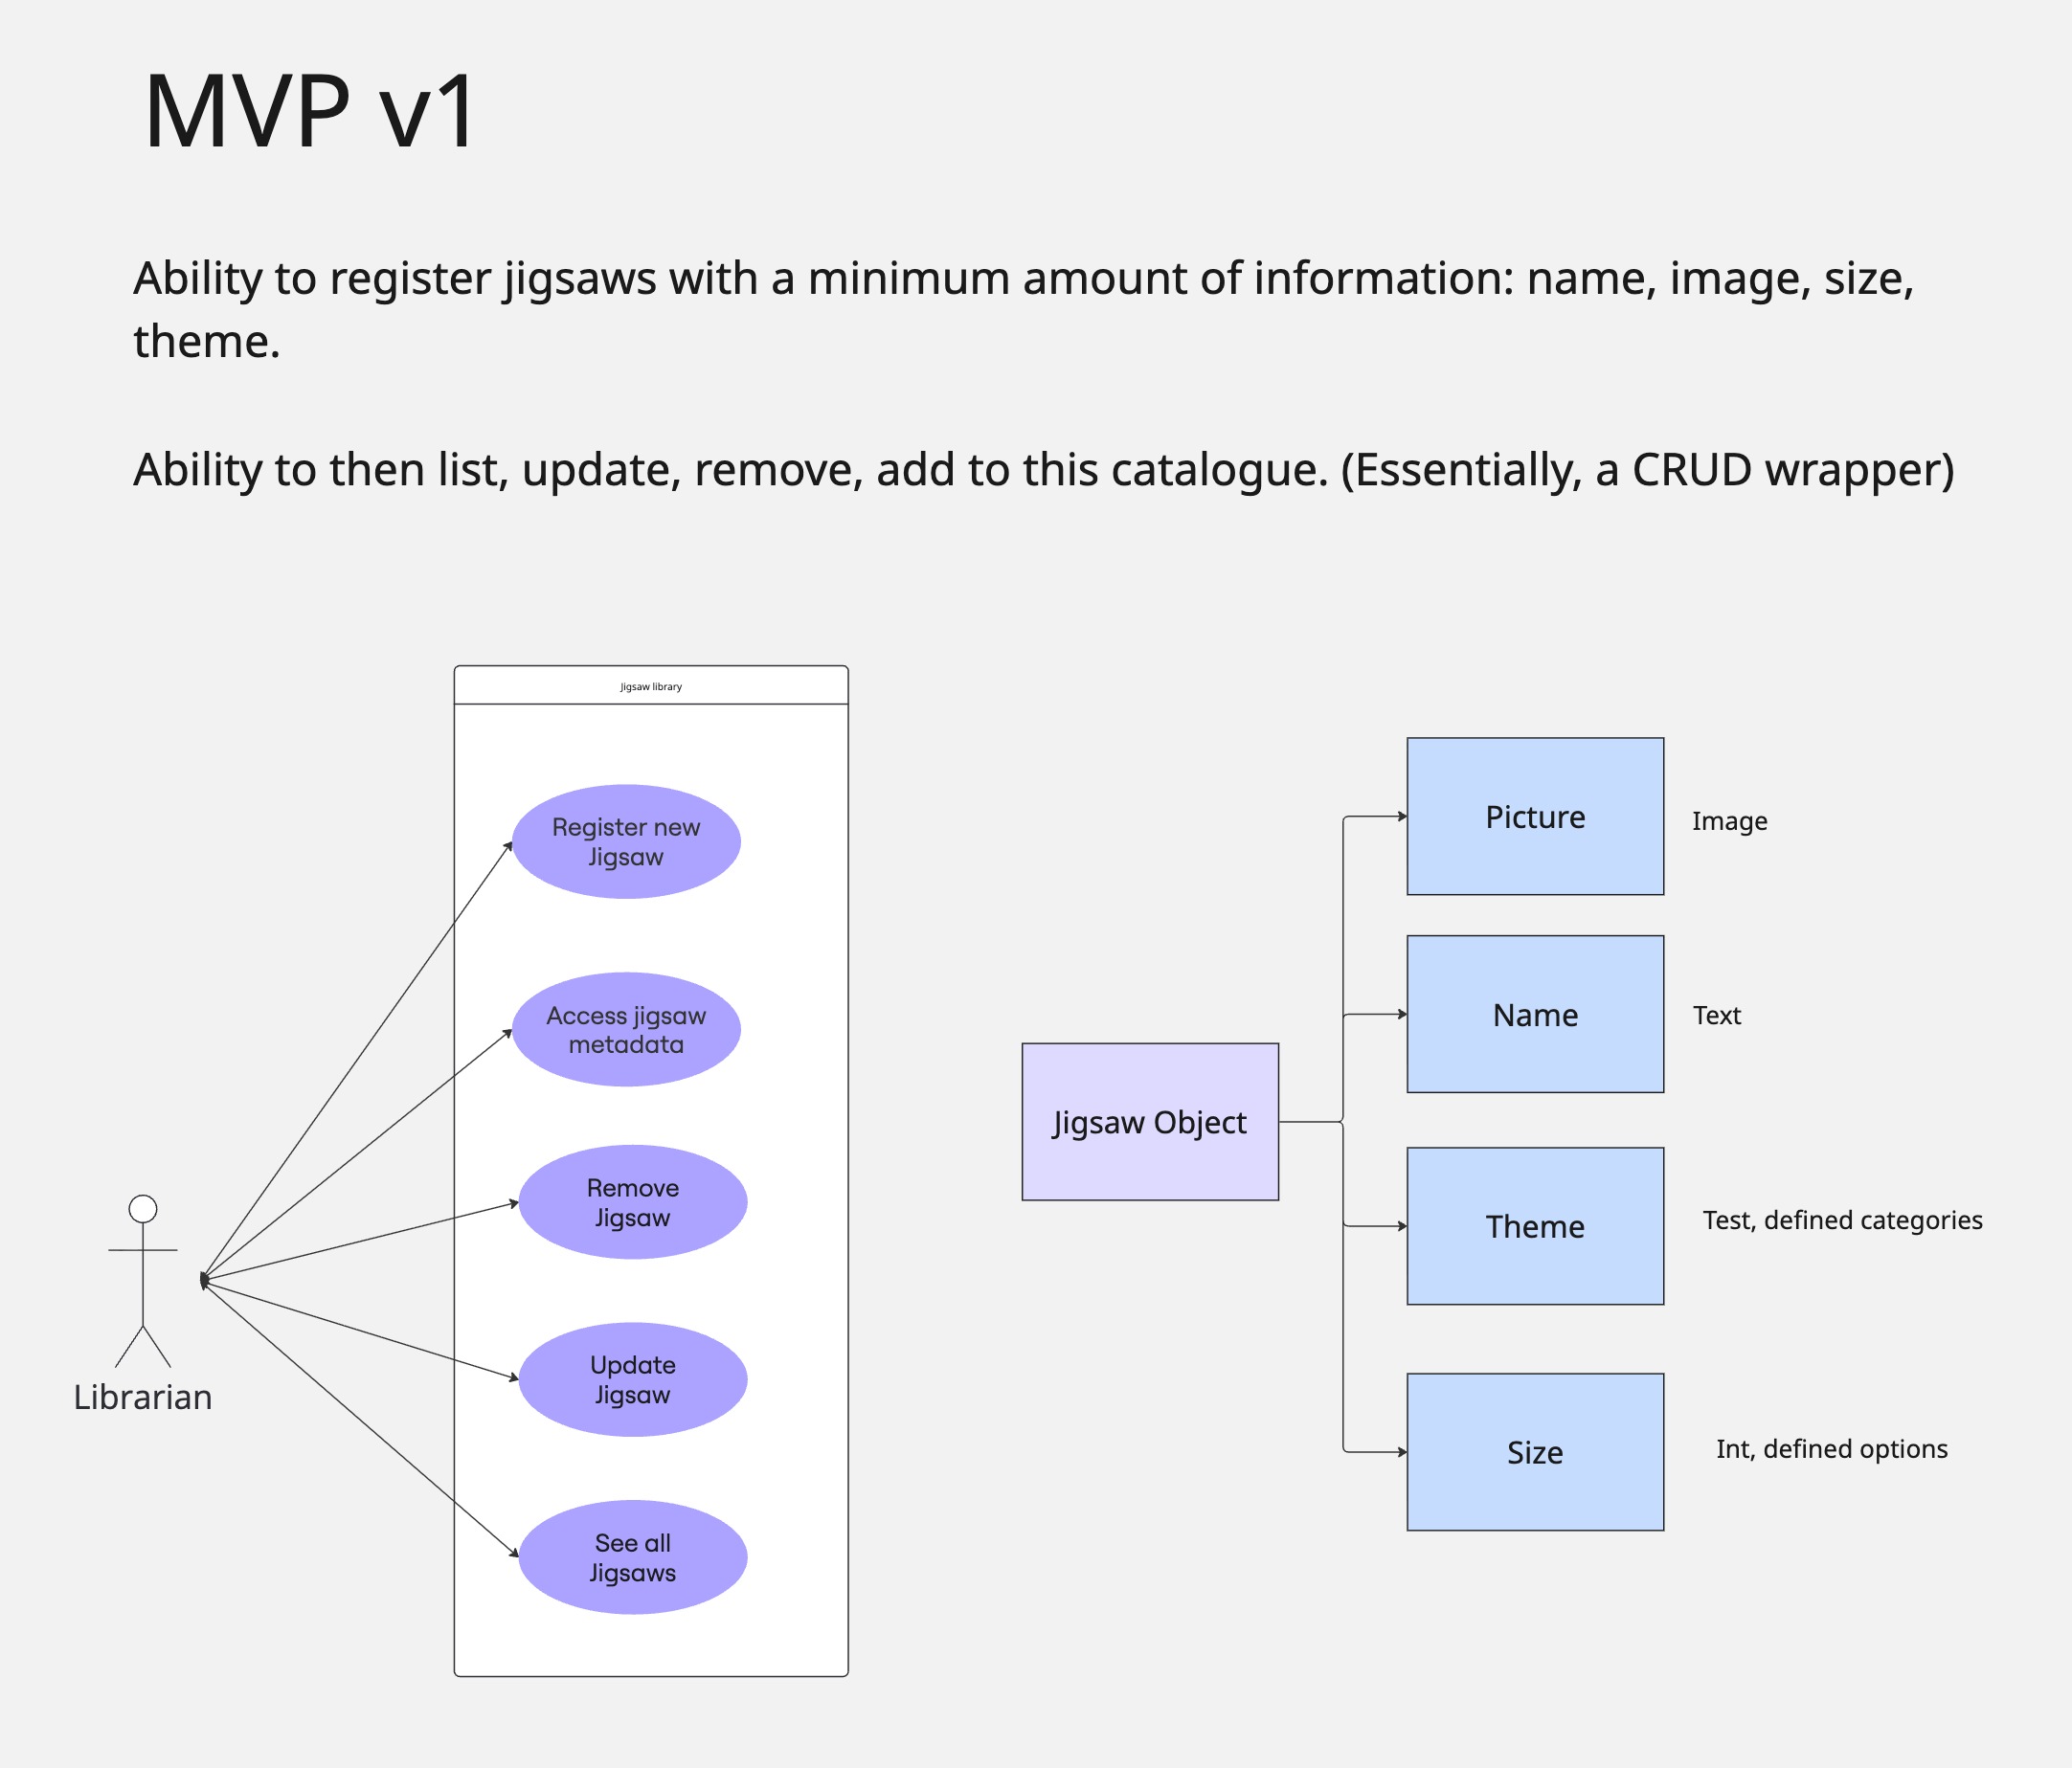 MVP v1
Ability to register jigsaws with a minimum amount of information: name, image, size,
theme.
Ability to then list, update, remove, add to this catalogue. (Essentially, a CRUD wrapper)
Jigsaw library
Register new
Jigsaw
Access jigsaw
metadata
Remove
Jigsaw
Update
Jigsaw
See all
Jigsaws
Librarian
Jigsaw Object
Picture
Image
Name
Text
Theme
Test, defined categories
Size
Int, defined options